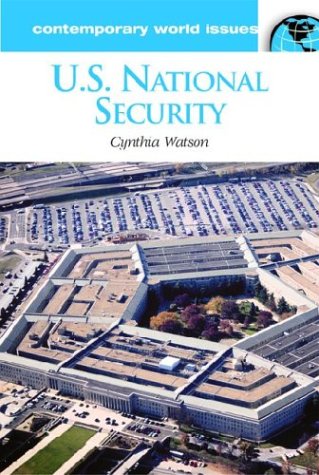 contemporary world issues
U.S. NATIONAL
SECURITY
Cynthia Watson